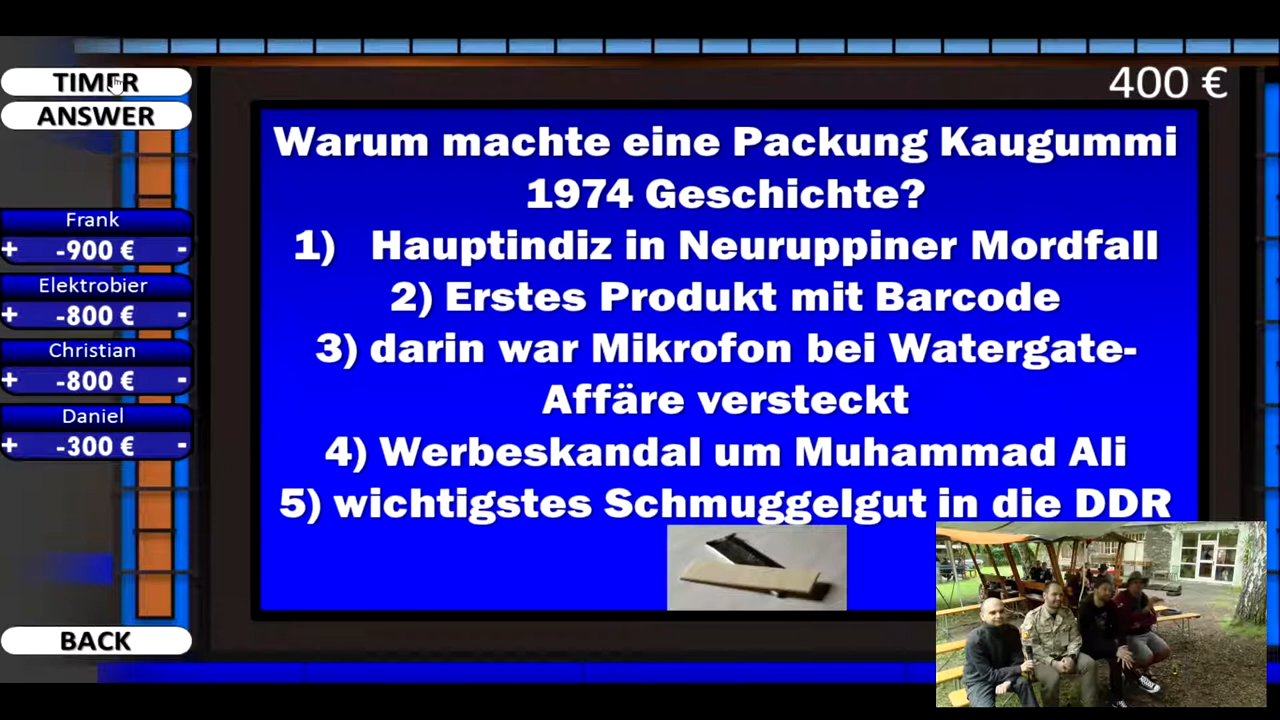 400 €
TIMER
ANSWER
Warum machte eine Packung Kaugummi
1974 Geschichte?
1) Hauptindiz in Neuruppiner Mordfall
2) Erstes Produkt mit Barcode
3) darin war Mikrofon bei Watergate-
Affäre versteckt
4) Werbeskandal um Muhammad Ali
5) wichtigstes Schmuggelgut in die DDR
Frank
+ -900 € -
Elektrobier
+ -800 € -
Christian
+ -800 € -
Daniel
+ -300 € -
BACK